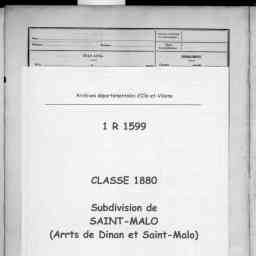 Archives départementales d'Ille et Vilaine
1 R 1599
CLASSE 1880
Subdivision de
SAINT-MALO
(Arrts de Dinan et Saint-Malo)